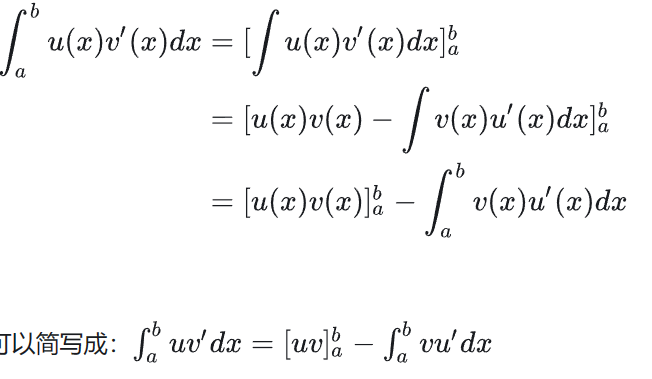 ∫_a^b u(x)v′(x)dx = [∫ u(x)v′(x)dx]_a^b
= [u(x)v(x) − ∫ v(x)u′(x)dx]_a^b
= [u(x)v(x)]_a^b − ∫_a^b v(x)u′(x)dx
可以简写成：∫_a^b uv′dx = [uv]_a^b − ∫_a^b vu′dx